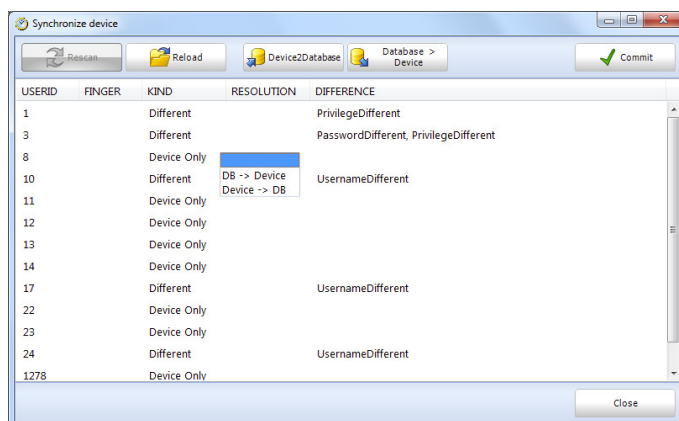 Synchronize device
Rescan
Reload
Device2Database
Database >
Device
Commit
USERID FINGER KIND RESOLUTION DIFFERENCE
1 Different PrivilegeDifferent
3 Different PasswordDifferent, PrivilegeDifferent
8 Device Only
10 Different DB -> Device UsernameDifferent
Device -> DB
11 Device Only
12 Device Only
13 Device Only
14 Device Only
17 Different UsernameDifferent
22 Device Only
23 Device Only
24 Different UsernameDifferent
1278 Device Only
Close